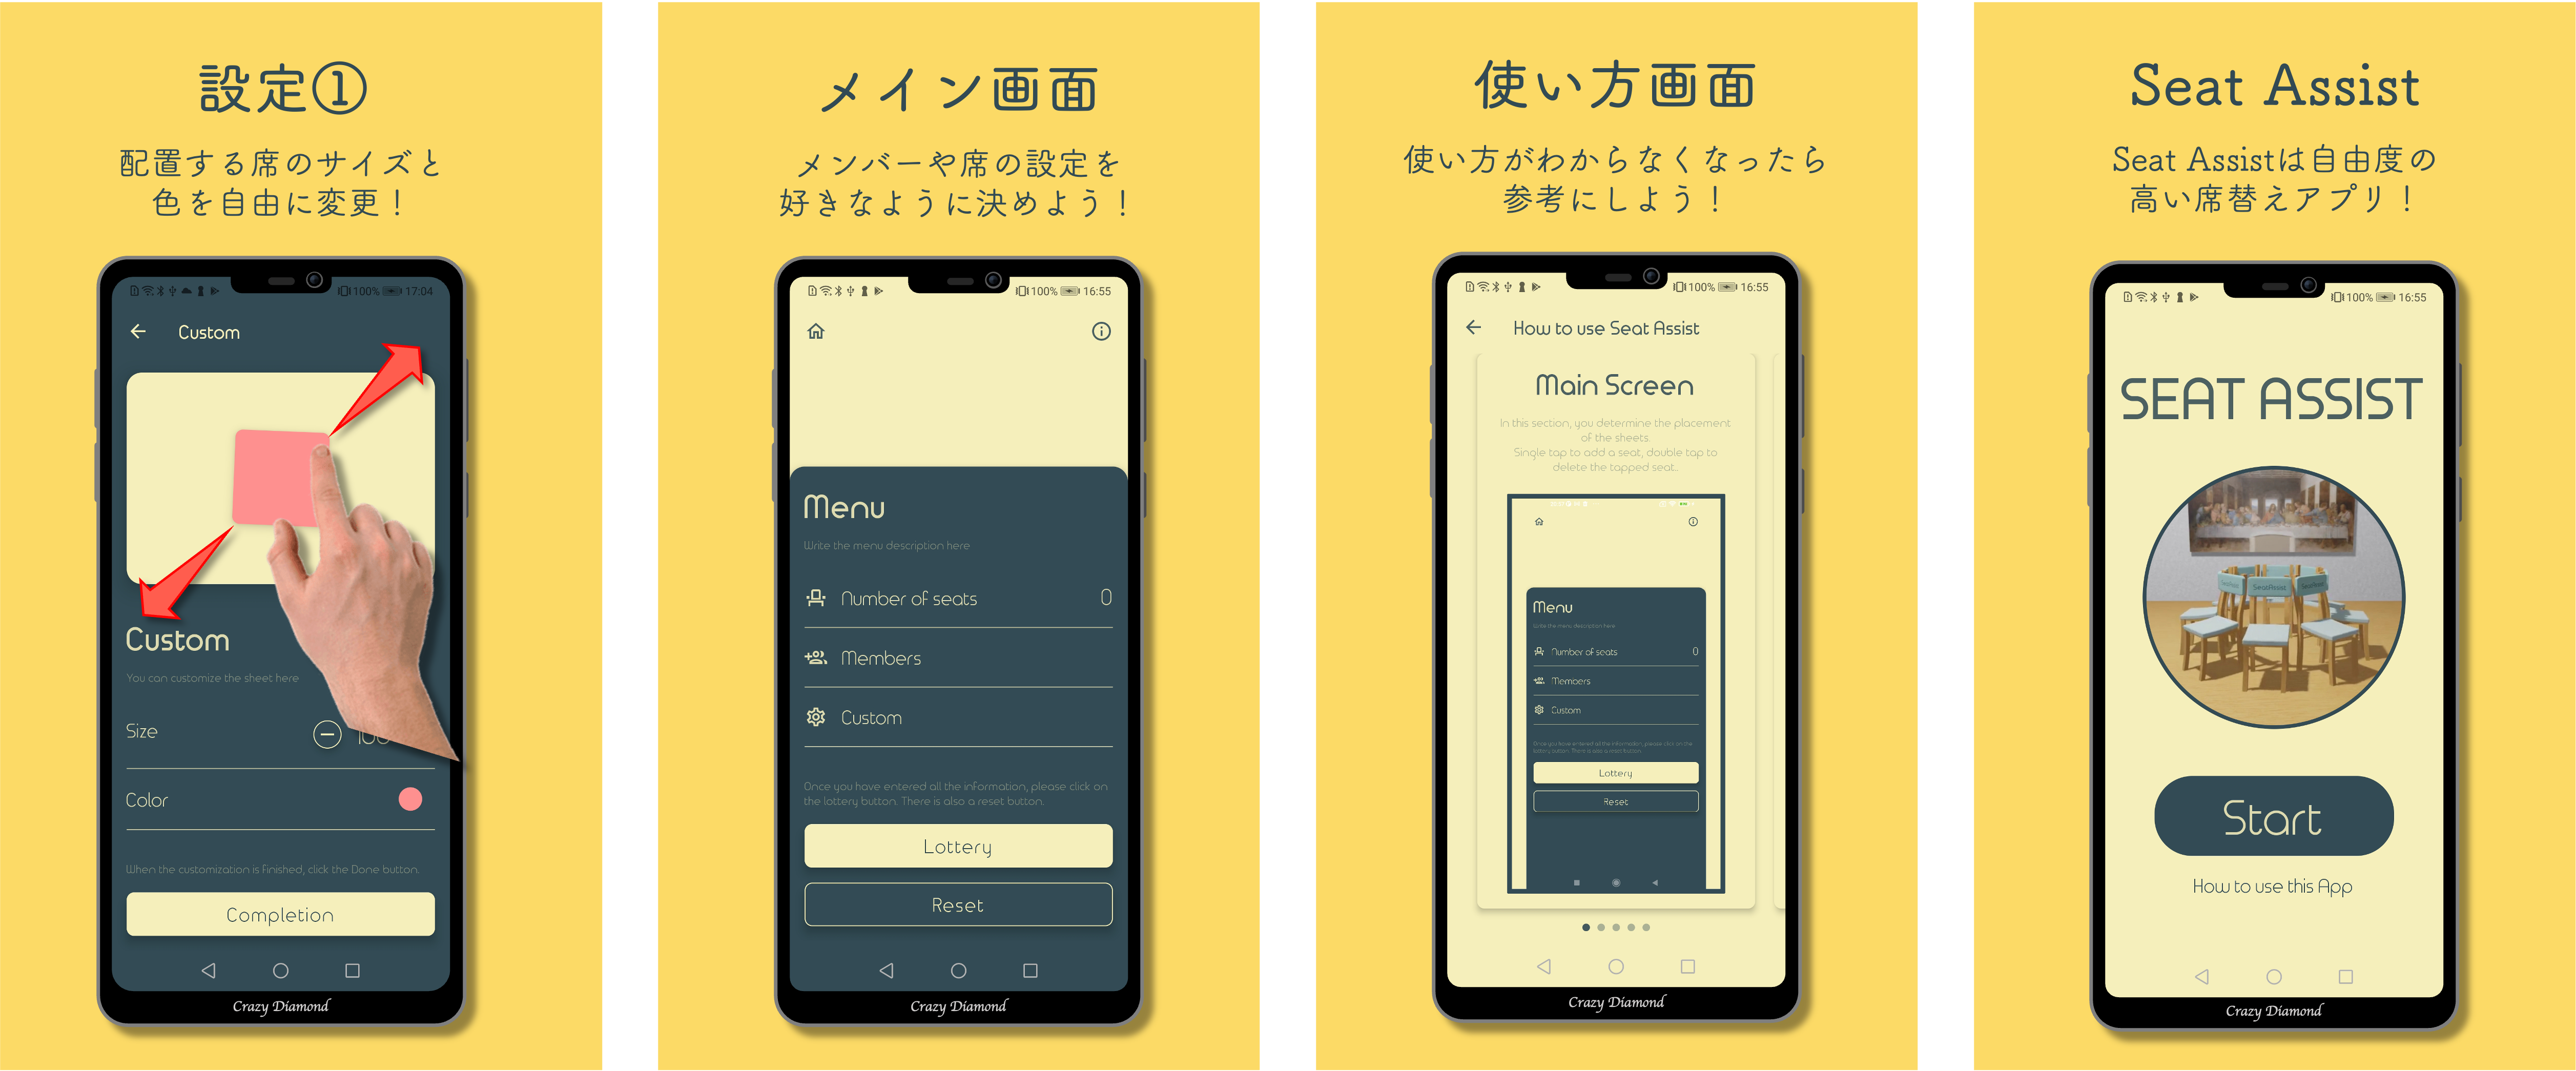 設定①
配置する席のサイズと
色を自由に変更！
100% 17:04
Custom
Custom
You can customize the sheet here
Size
Color
When the customization is finished, click the Done button.
Completion
Crazy Diamond
メイン画面
メンバーや席の設定を
好きなように決めよう！
100% 16:55
Menu
Write the menu description here
Number of seats 0
Members
Custom
Once you have entered all the information, please click on
the lottery button. There is also a reset button.
Lottery
Reset
Crazy Diamond
使い方画面
使い方がわからなくなったら
参考にしよう！
100% 16:55
How to use Seat Assist
Main Screen
In this section, you determine the placement
of the sheets.
Single tap to add a seat, double tap to
delete the tapped seat.
Menu
Write the menu description here
Number of seats 0
Members
Custom
Once you have entered all the information, please click on the
lottery button. There is also a reset button.
Lottery
Reset
Crazy Diamond
Seat Assist
Seat Assistは自由度の
高い席替えアプリ！
100% 16:55
SEAT ASSIST
SeatAssist
Start
How to use this App
Crazy Diamond